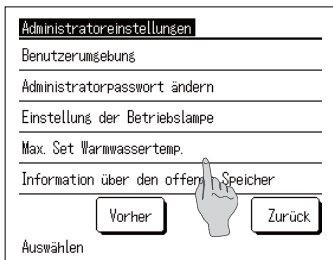 Administratoreinstellungen
Benutzerumgebung
Administratorpasswort ändern
Einstellung der Betriebslampe
Max. Set Warmwassertemp.
Information über den offen Speicher
Vorher Zurück
Auswählen